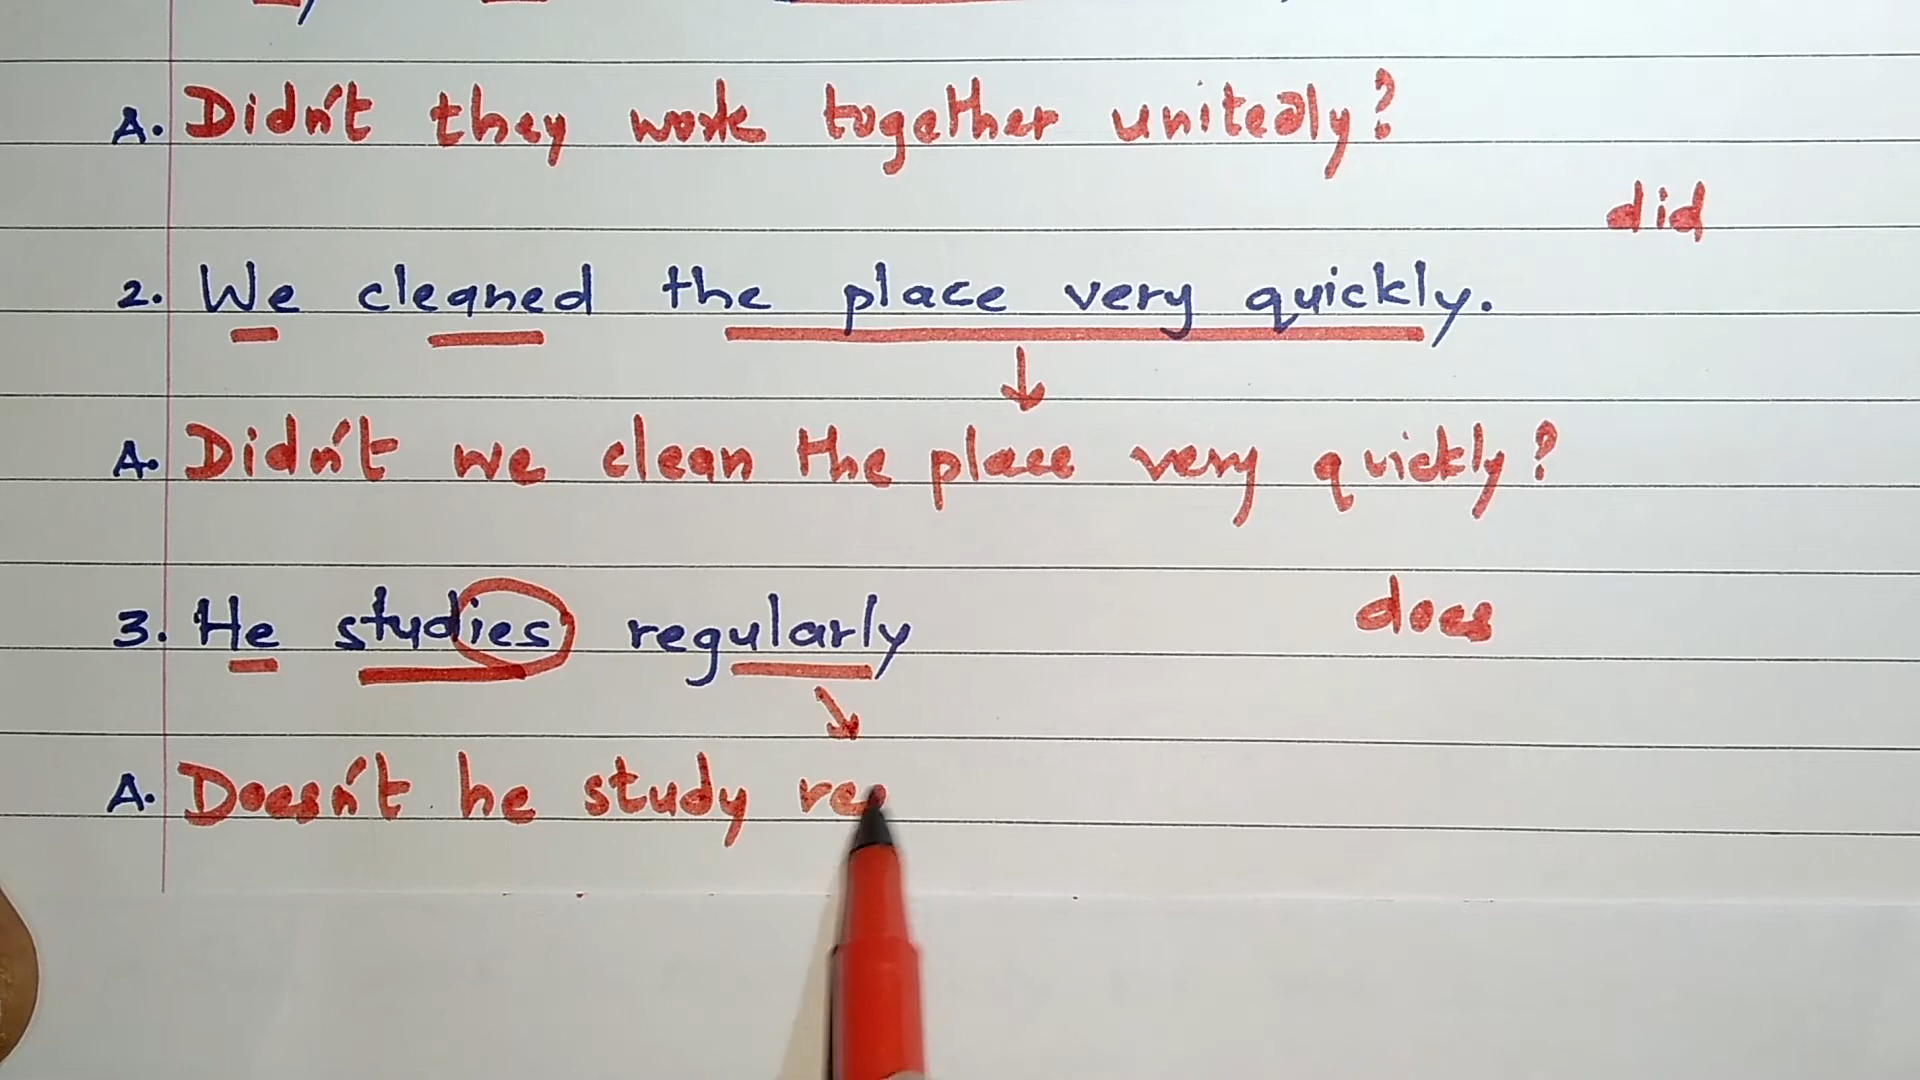 A. Didn't they work together unitedly?
did
2. We cleaned the place very quickly.
A. Didn't we clean the place very quickly?
3. He studies regularly does
A. Doesn't he study re